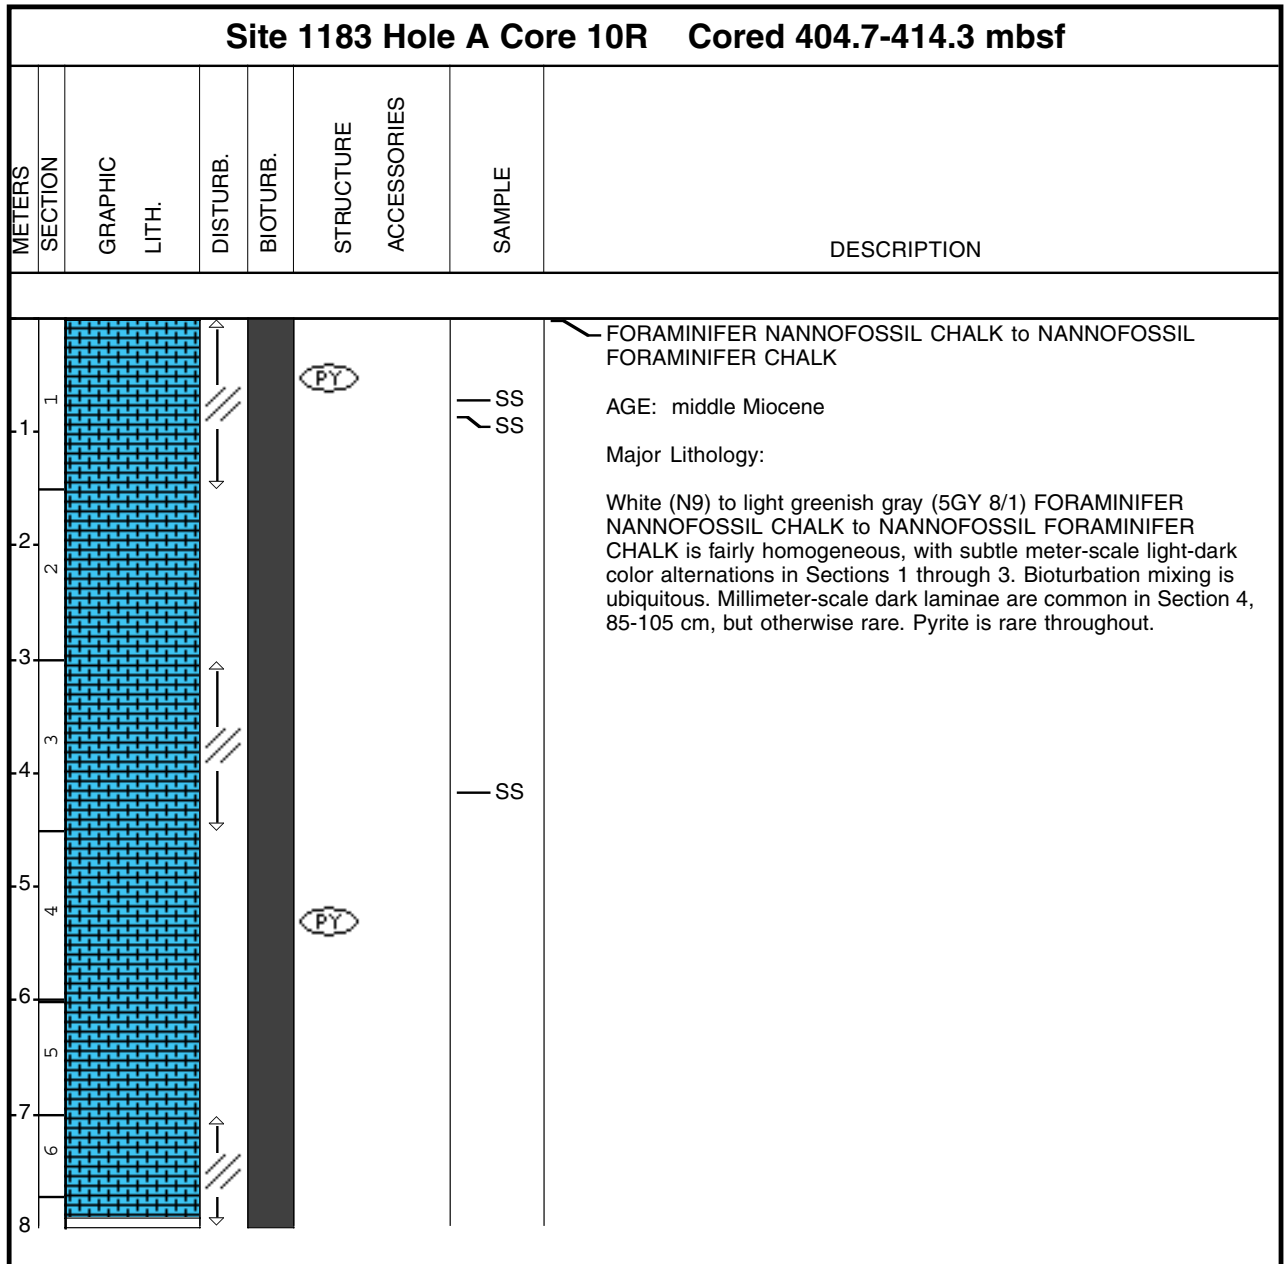 Site 1183 Hole A Core 10R    Cored 404.7-414.3 mbsf
METERS
SECTION
GRAPHIC
LITH.
DISTURB.
BIOTURB.
STRUCTURE
ACCESSORIES
SAMPLE
DESCRIPTION
FORAMINIFER NANNOFOSSIL CHALK to NANNOFOSSIL
FORAMINIFER CHALK
PY
1
SS
AGE:  middle Miocene
1
SS
Major Lithology:
White (N9) to light greenish gray (5GY 8/1) FORAMINIFER
NANNOFOSSIL CHALK to NANNOFOSSIL FORAMINIFER
CHALK is fairly homogeneous, with subtle meter-scale light-dark
color alternations in Sections 1 through 3. Bioturbation mixing is
ubiquitous. Millimeter-scale dark laminae are common in Section 4,
85-105 cm, but otherwise rare. Pyrite is rare throughout.
2
2
3
3
4
SS
5
4
PY
6
5
7
6
8